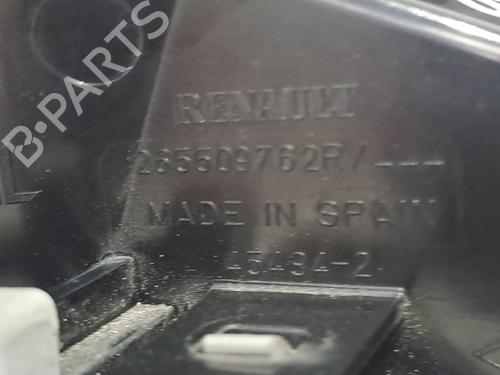 B-PARTS
RENAULT
265509762R/---
MADE IN SPAIN
45494-2